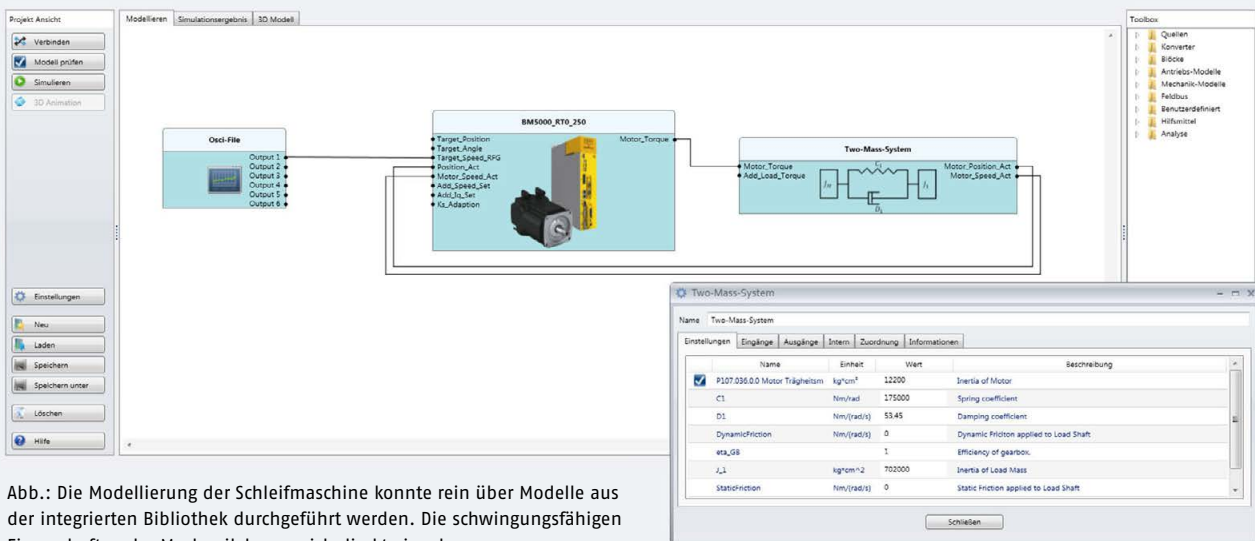 Projekt Ansicht
Verbinden
Modell prüfen
Simulieren
3D Animation
Einstellungen
Neu
Laden
Speichern
Speichern unter
Löschen
Hilfe
Modellieren Simulationsergebnis 3D Modell
Osci-File
Output 1
Output 2
Output 3
Output 4
Output 5
Output 6
BM5000_RT0_250
Target_Position
Target_Angle
Target_Speed_RFG
Position_Act
Motor_Speed_Act
Add_Speed_Set
Add_Iq_Set
Ks_Adaption
Motor_Torque
Two-Mass-System
Motor_Torque
Add_Load_Torque
C1
JM
J1
D1
Motor_Position_Act
Motor_Speed_Act
Toolbox
Quellen
Konverter
Blöcke
Antriebs-Modelle
Mechanik-Modelle
Feldbus
Benutzerdefiniert
Hilfsmittel
Analyse
Two-Mass-System
Name Two-Mass-System
Einstellungen Eingänge Ausgänge Intern Zuordnung Informationen
Name Einheit Wert Beschreibung
P107.036.0.0 Motor Trägheitsm kg*cm² 12200 Inertia of Motor
C1 Nm/rad 175000 Spring coefficient
D1 Nm/(rad/s) 53,45 Damping coefficient
DynamicFriction Nm/(rad/s) 0 Dynamic Friciton applied to Load Shaft
eta_GB 1 Efficiency of gearbox.
J_1 kg*cm^2 702000 Inertia of Load Mass
StaticFriction Nm/(rad/s) 0 Static Friction applied to Load Shaft
Schließen
Abb.: Die Modellierung der Schleifmaschine konnte rein über Modelle aus
der integrierten Bibliothek durchgeführt werden. Die schwingungsfähigen